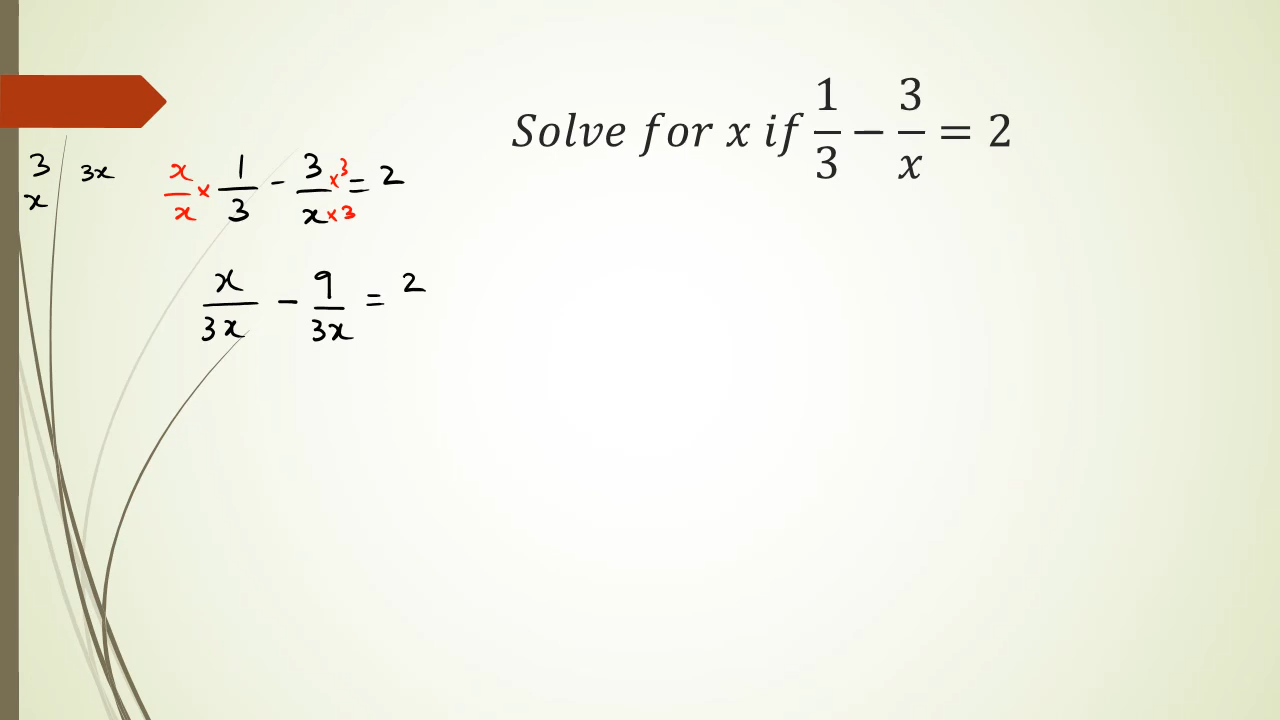 Solve for x if 1/3 − 3/x = 2
3 3x
x
x/x × 1/3 - 3/x ×3/×3 = 2
x/3x - 9/3x = 2